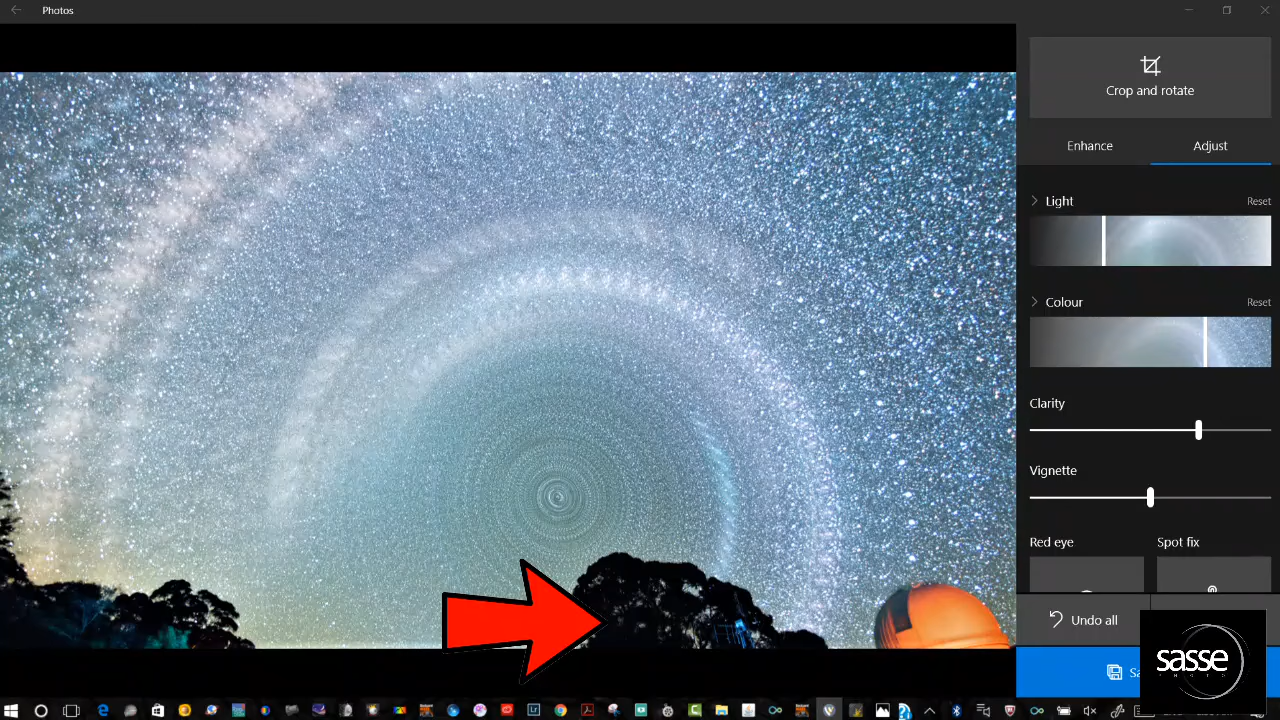 Photos
Crop and rotate
Enhance Adjust
Light Reset
Colour Reset
Clarity
Vignette
Red eye Spot fix
Undo all
sasse
PHOTO